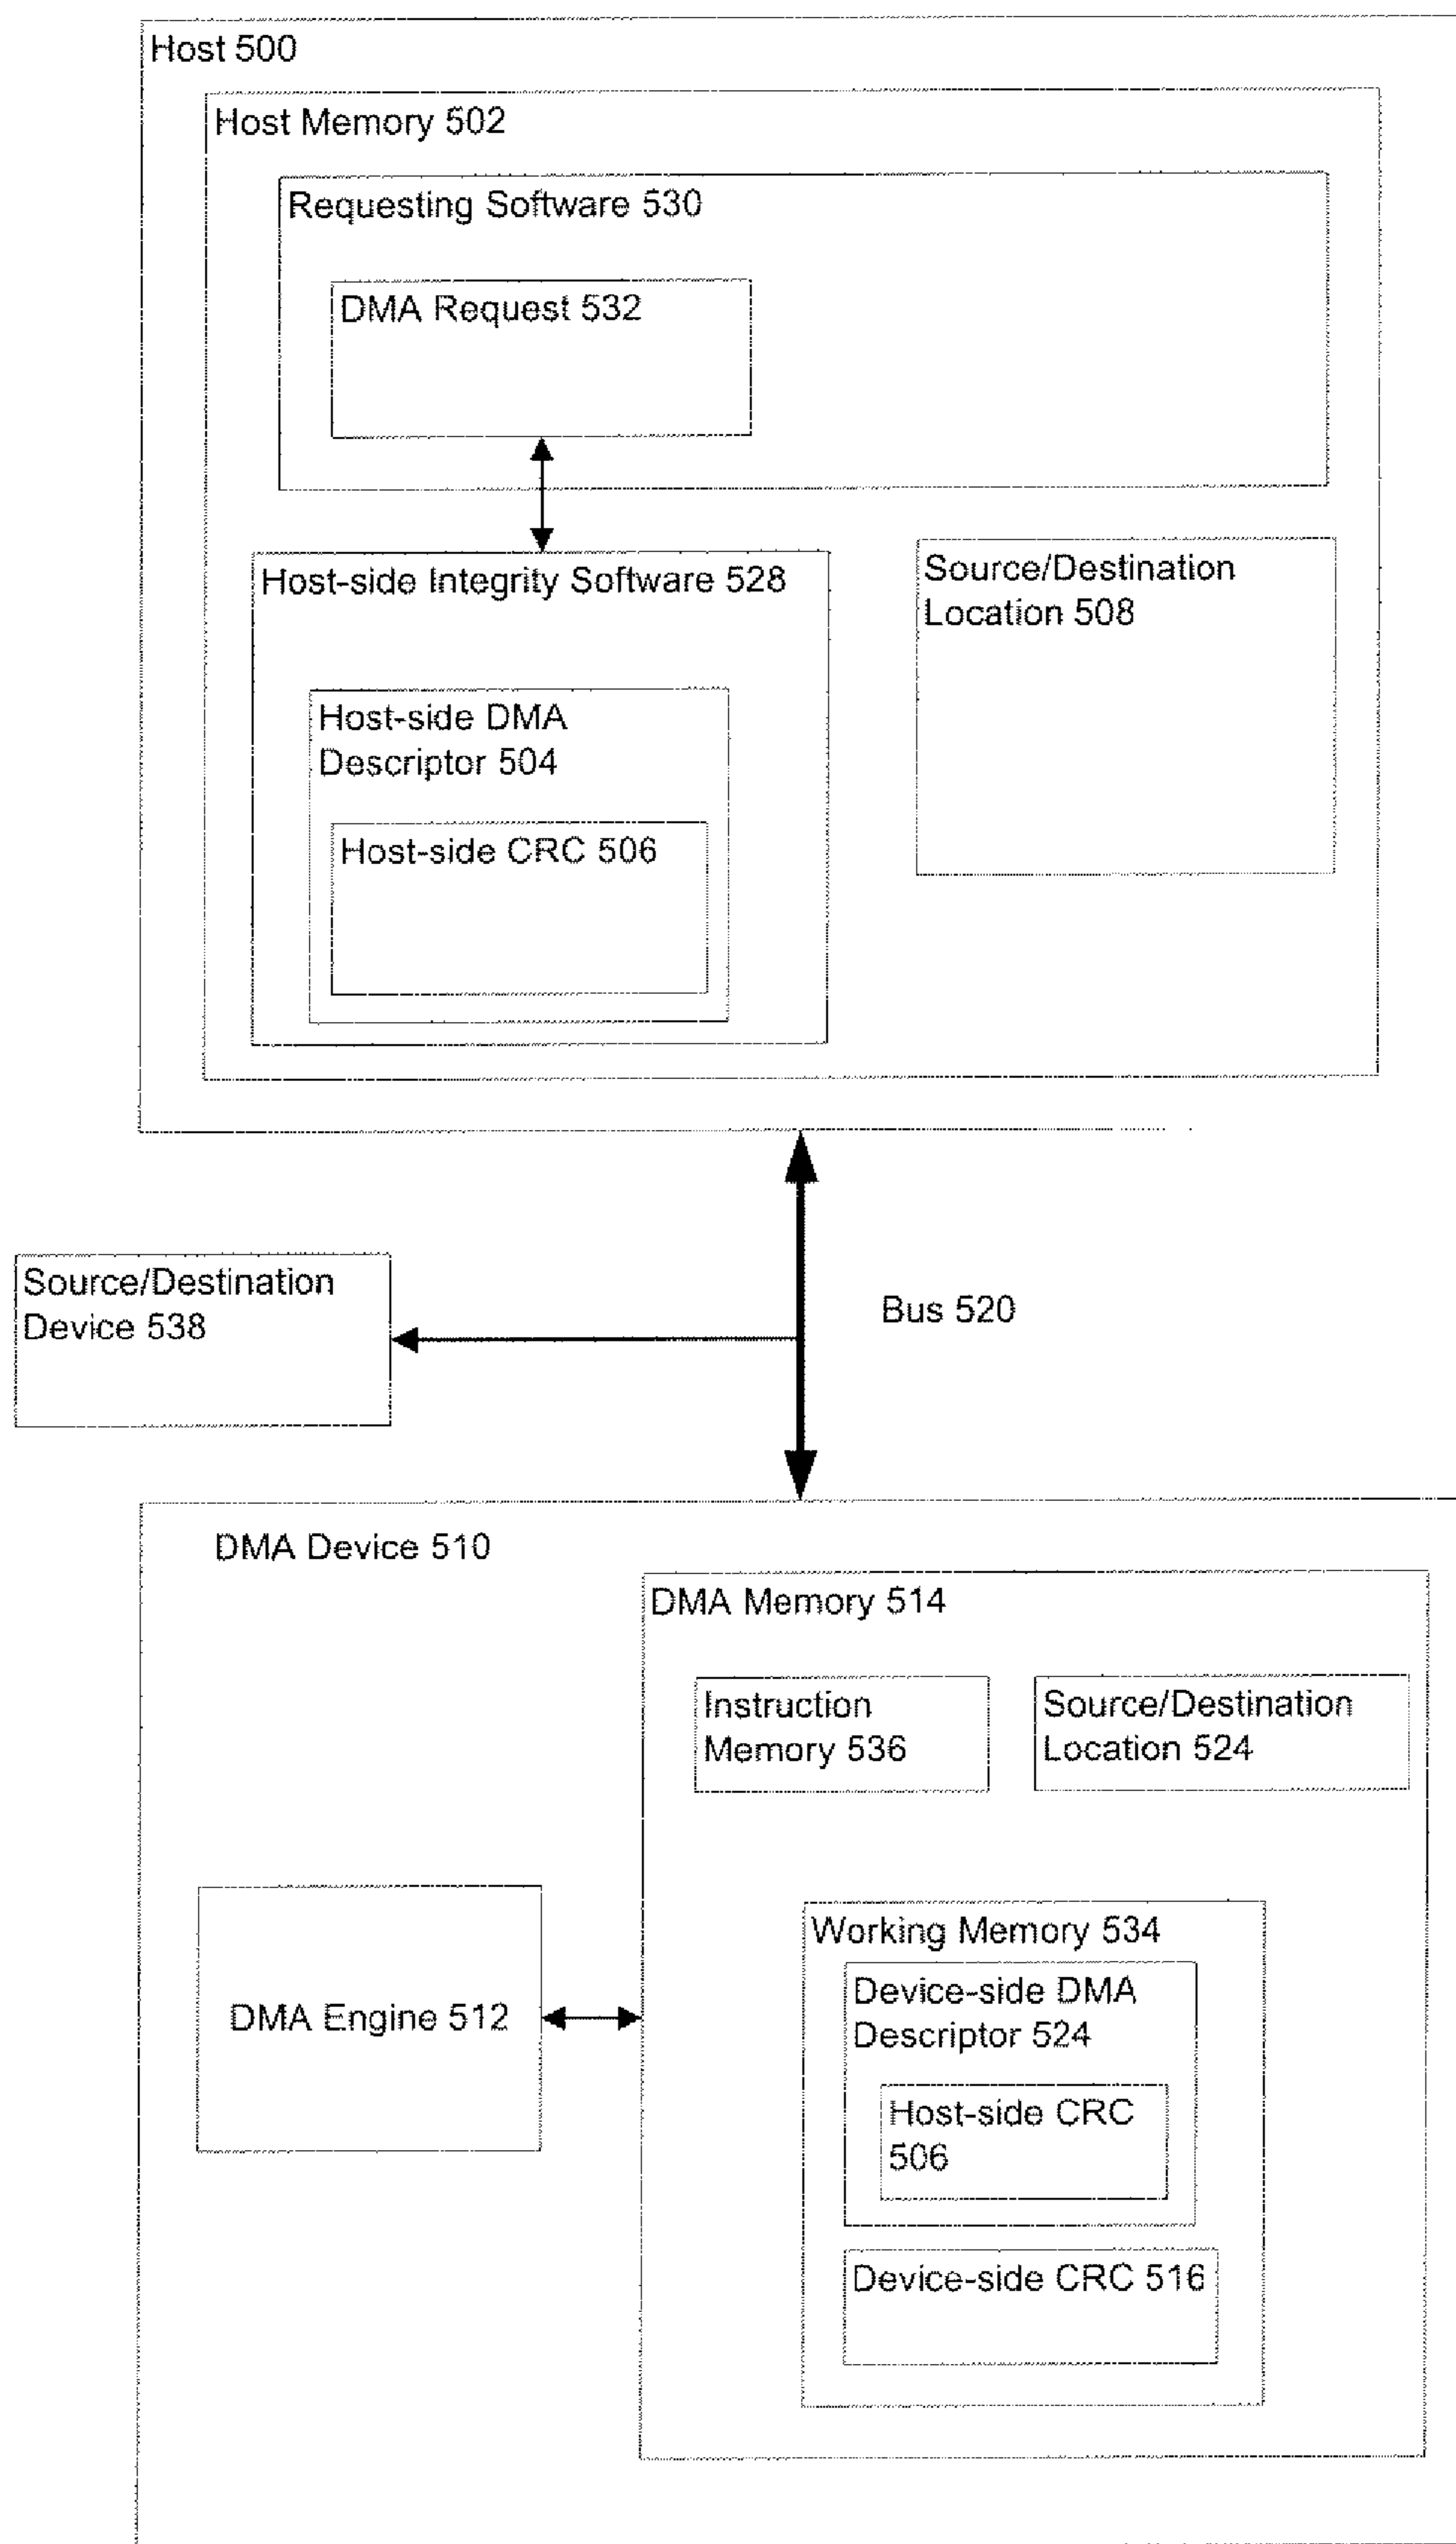 Host 500
Host Memory 502
Requesting Software 530
DMA Request 532
Host-side Integrity Software 528
Host-side DMA
Descriptor 504
Host-side CRC 506
Source/Destination
Location 508
Source/Destination
Device 538
Bus 520
DMA Device 510
DMA Memory 514
Instruction
Memory 536
Source/Destination
Location 524
DMA Engine 512
Working Memory 534
Device-side DMA
Descriptor 524
Host-side CRC
506
Device-side CRC 516